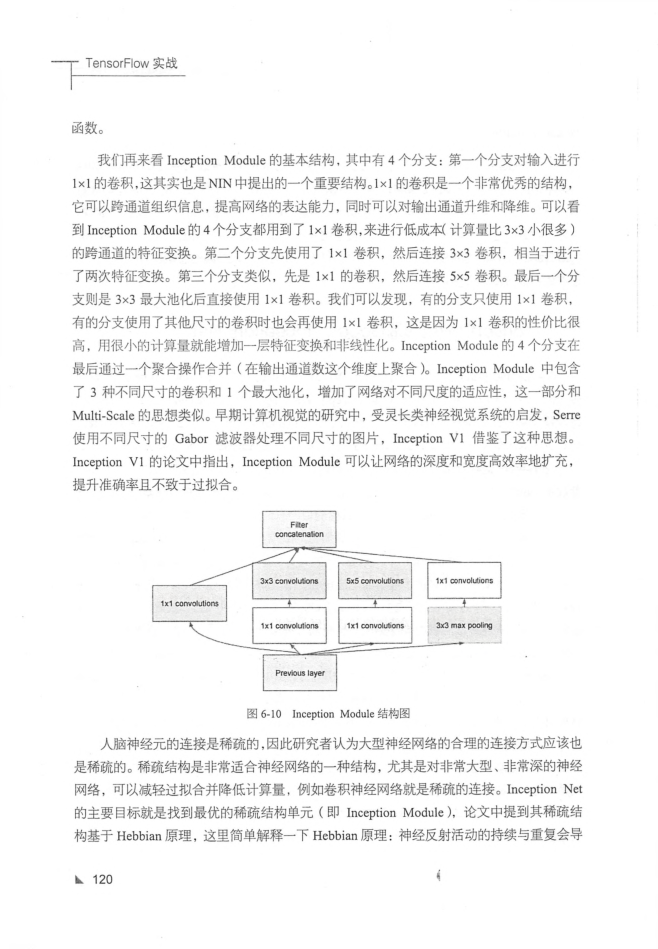 TensorFlow 实战
函数。
我们再来看 Inception Module 的基本结构，其中有 4 个分支：第一个分支对输入进行
1×1 的卷积，这其实也是 NIN 中提出的一个重要结构。1×1 的卷积是一个非常优秀的结构，
它可以跨通道组织信息，提高网络的表达能力，同时可以对输出通道升维和降维。可以看
到 Inception Module 的 4 个分支都用到了 1×1 卷积，来进行低成本（计算量比 3×3 小很多）
的跨通道的特征变换。第二个分支先使用了 1×1 卷积，然后连接 3×3 卷积，相当于进行
了两次特征变换。第三个分支类似，先是 1×1 的卷积，然后连接 5×5 卷积。最后一个分
支则是 3×3 最大池化后直接使用 1×1 卷积。我们可以发现，有的分支只使用 1×1 卷积，
有的分支使用了其他尺寸的卷积时也会再使用 1×1 卷积，这是因为 1×1 卷积的性价比很
高，用很小的计算量就能增加一层特征变换和非线性化。Inception Module 的 4 个分支在
最后通过一个聚合操作合并（在输出通道数这个维度上聚合）。Inception Module 中包含
了 3 种不同尺寸的卷积和 1 个最大池化，增加了网络对不同尺度的适应性，这一部分和
Multi-Scale 的思想类似。早期计算机视觉的研究中，受灵长类神经视觉系统的启发，Serre
使用不同尺寸的 Gabor 滤波器处理不同尺寸的图片，Inception V1 借鉴了这种思想。
Inception V1 的论文中指出，Inception Module 可以让网络的深度和宽度高效率地扩充，
提升准确率且不致于过拟合。
Filter
concatenation
3x3 convolutions
5x5 convolutions
1x1 convolutions
1x1 convolutions
1x1 convolutions
1x1 convolutions
3x3 max pooling
Previous layer
图 6-10 Inception Module 结构图
人脑神经元的连接是稀疏的，因此研究者认为大型神经网络的合理的连接方式应该也
是稀疏的。稀疏结构是非常适合神经网络的一种结构，尤其是对非常大型、非常深的神经
网络，可以减轻过拟合并降低计算量，例如卷积神经网络就是稀疏的连接。Inception Net
的主要目标就是找到最优的稀疏结构单元（即 Inception Module），论文中提到其稀疏结
构基于 Hebbian 原理，这里简单解释一下 Hebbian 原理：神经反射活动的持续与重复会导
120